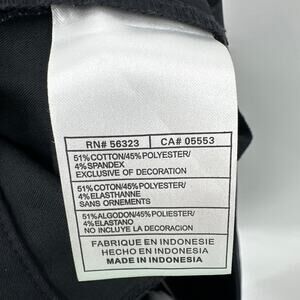 RN# 56323 CA# 05553
51%COTTON/45%POLYESTER/
4%SPANDEX
EXCLUSIVE OF DECORATION
51%COTON/45%POLYESTER/
4%ELASTHANNE
SANS ORNEMENTS
51%ALGODON/45%POLIESTER/
4%ELASTANO
NO INCLUYE LA DECORACION
FABRIQUE EN INDONESIE
HECHO EN INDONESIA
MADE IN INDONESIA